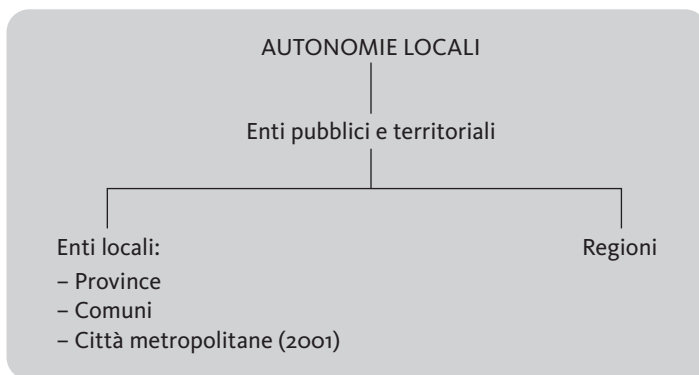 AUTONOMIE LOCALI
Enti pubblici e territoriali
Enti locali:
– Province
– Comuni
– Città metropolitane (2001)
Regioni